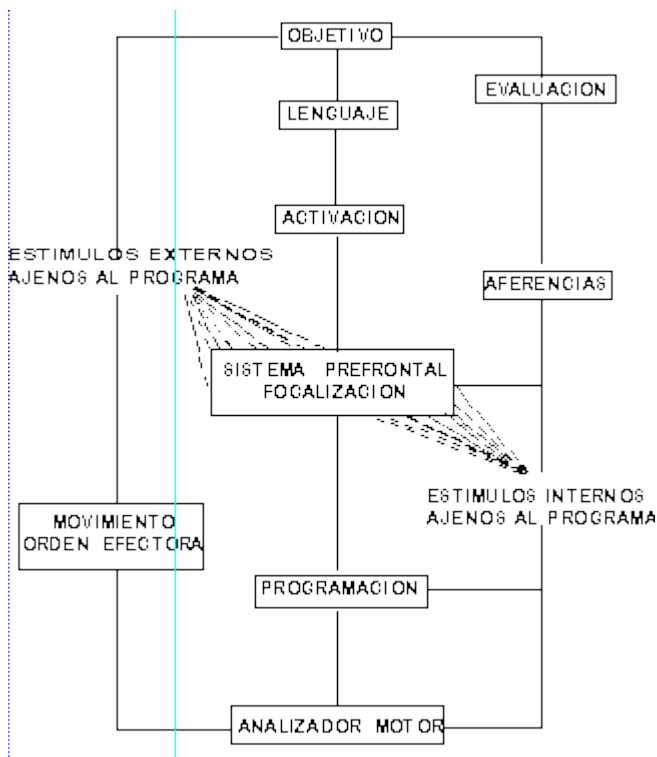 OBJETIVO
EVALUACION
LENGUAJE
ACTIVACION
ESTIMULOS EXTERNOS
AJENOS AL PROGRAMA
AFERENCIAS
SISTEMA PREFRONTAL
FOCALIZACION
ESTIMULOS INTERNOS
AJENOS AL PROGRAMA
MOVIMIENTO
ORDEN EFECTORA
PROGRAMACION
ANALIZADOR MOTOR